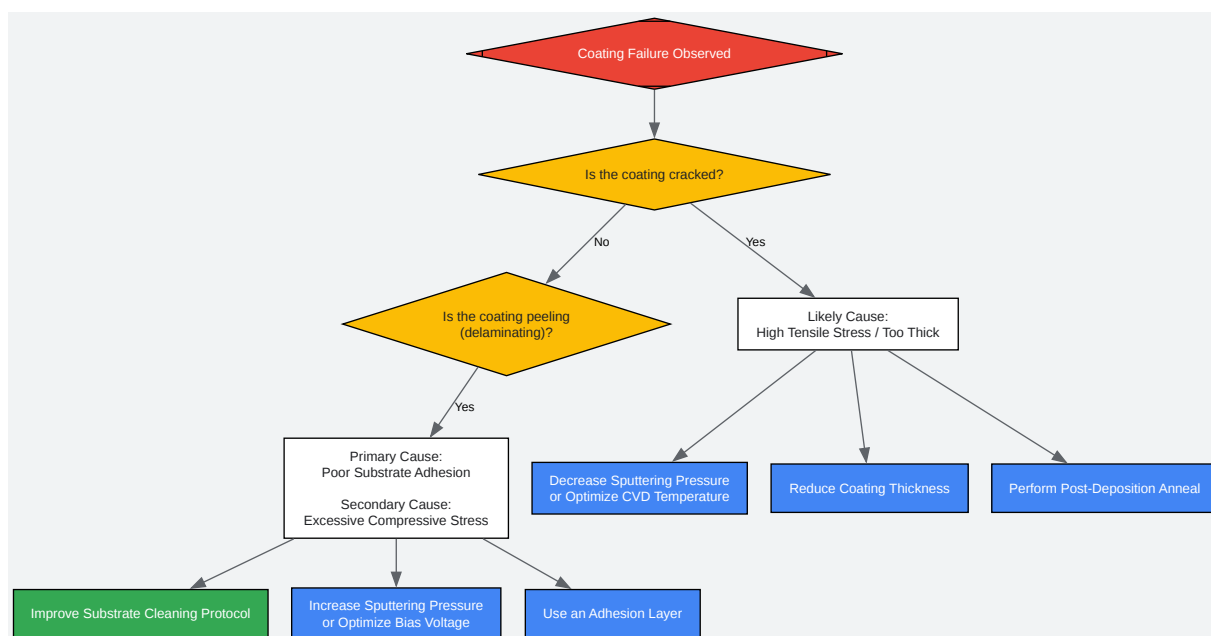 Coating Failure Observed
Is the coating cracked?
No
Yes
Is the coating peeling
(delaminating)?
Likely Cause:
High Tensile Stress / Too Thick
Yes
Primary Cause:
Poor Substrate Adhesion
Secondary Cause:
Excessive Compressive Stress
Decrease Sputtering Pressure
or Optimize CVD Temperature
Reduce Coating Thickness
Perform Post-Deposition Anneal
Improve Substrate Cleaning Protocol
Increase Sputtering Pressure
or Optimize Bias Voltage
Use an Adhesion Layer